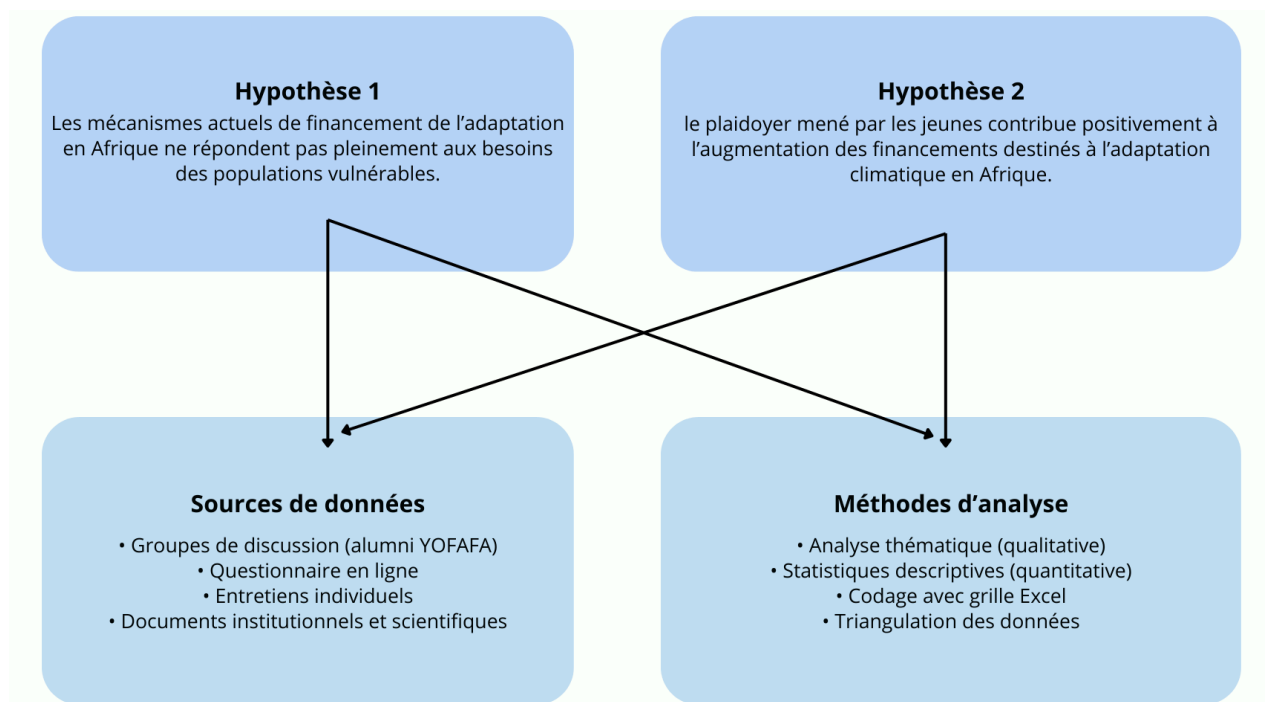 Hypothèse 1
Les mécanismes actuels de financement de l’adaptation
en Afrique ne répondent pas pleinement aux besoins
des populations vulnérables.
Hypothèse 2
le plaidoyer mené par les jeunes contribue positivement à
l’augmentation des financements destinés à l’adaptation
climatique en Afrique.
Sources de données
• Groupes de discussion (alumni YOFAFA)
• Questionnaire en ligne
• Entretiens individuels
• Documents institutionnels et scientifiques
Méthodes d’analyse
• Analyse thématique (qualitative)
• Statistiques descriptives (quantitative)
• Codage avec grille Excel
• Triangulation des données